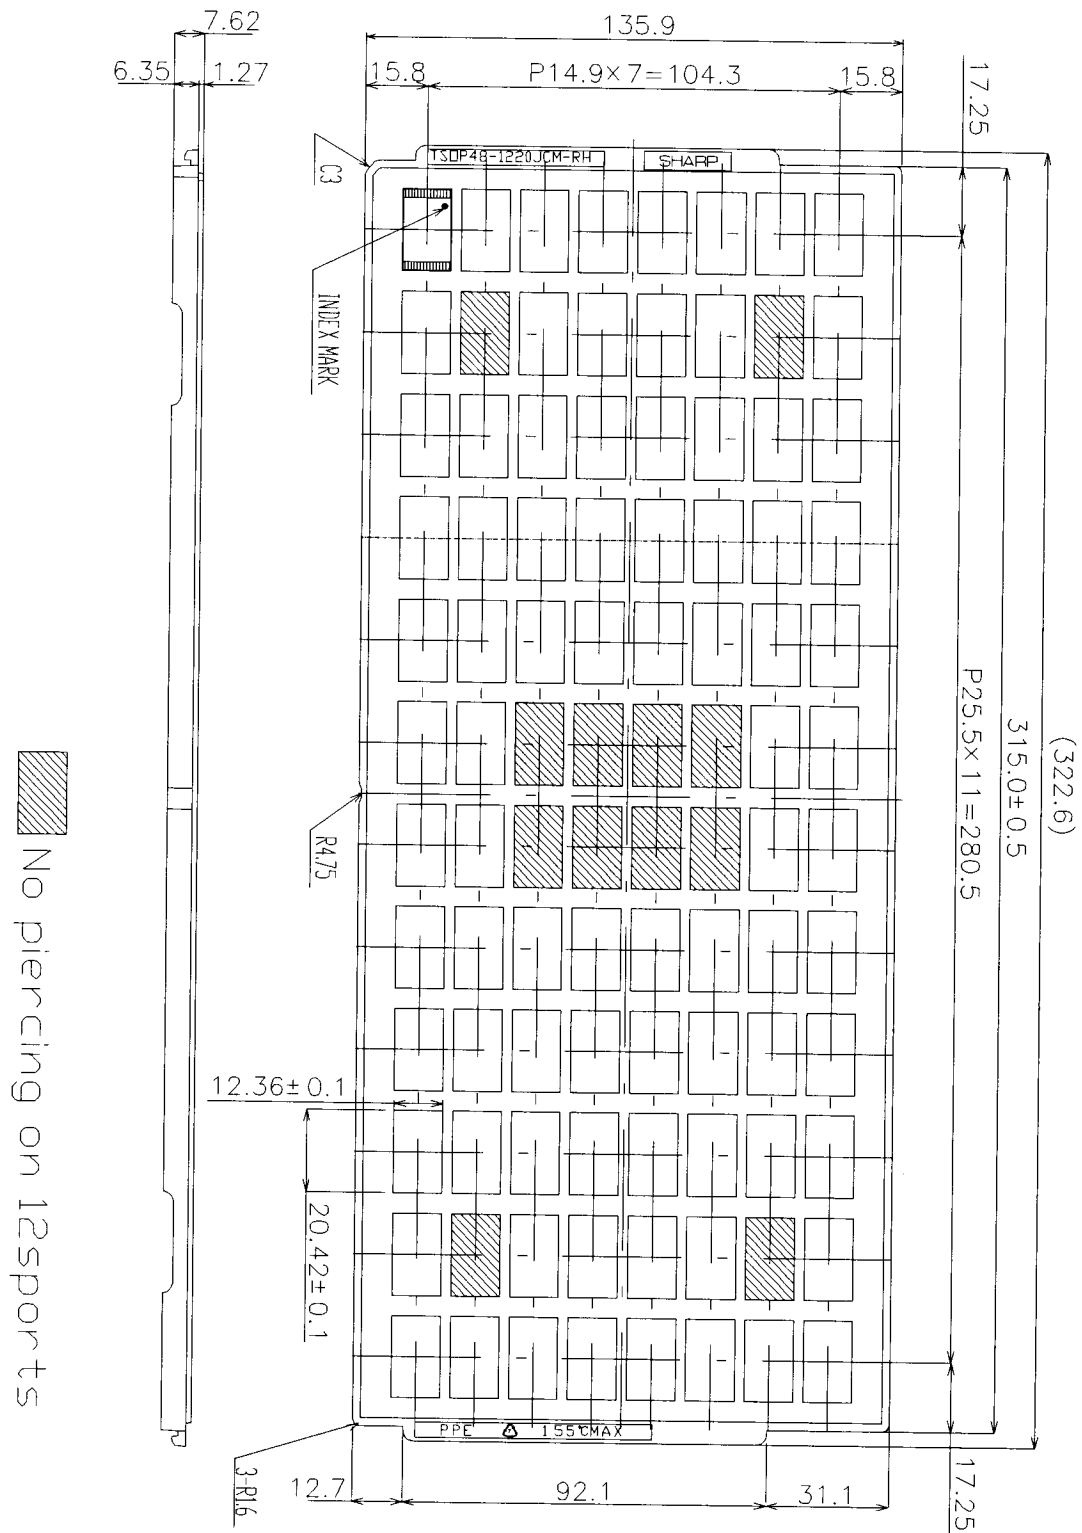 7.62
6.35
1.27
135.9
15.8
P14.9×7=104.3
15.8
17.25
TSOP48-1220JCM-RH
SHARP
C3
INDEX MARK
(322.6)
315.0±0.5
P25.5×11=280.5
R4.75
12.36±0.1
20.42±0.1
No piercing on 12sports
PPE
155℃MAX
3-R1.6
12.7
92.1
31.1
17.25